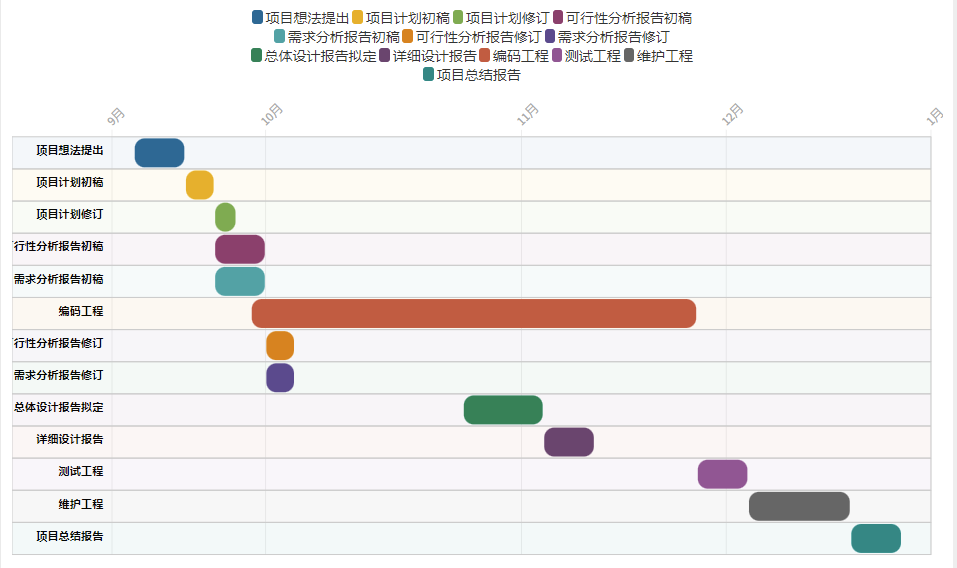 项目想法提出 项目计划初稿 项目计划修订 可行性分析报告初稿
需求分析报告初稿 可行性分析报告修订 需求分析报告修订
总体设计报告拟定 详细设计报告 编码工程 测试工程 维护工程
项目总结报告
9月 10月 11月 12月 1月
项目想法提出
项目计划初稿
项目计划修订
行性分析报告初稿
需求分析报告初稿
编码工程
行性分析报告修订
需求分析报告修订
总体设计报告拟定
详细设计报告
测试工程
维护工程
项目总结报告